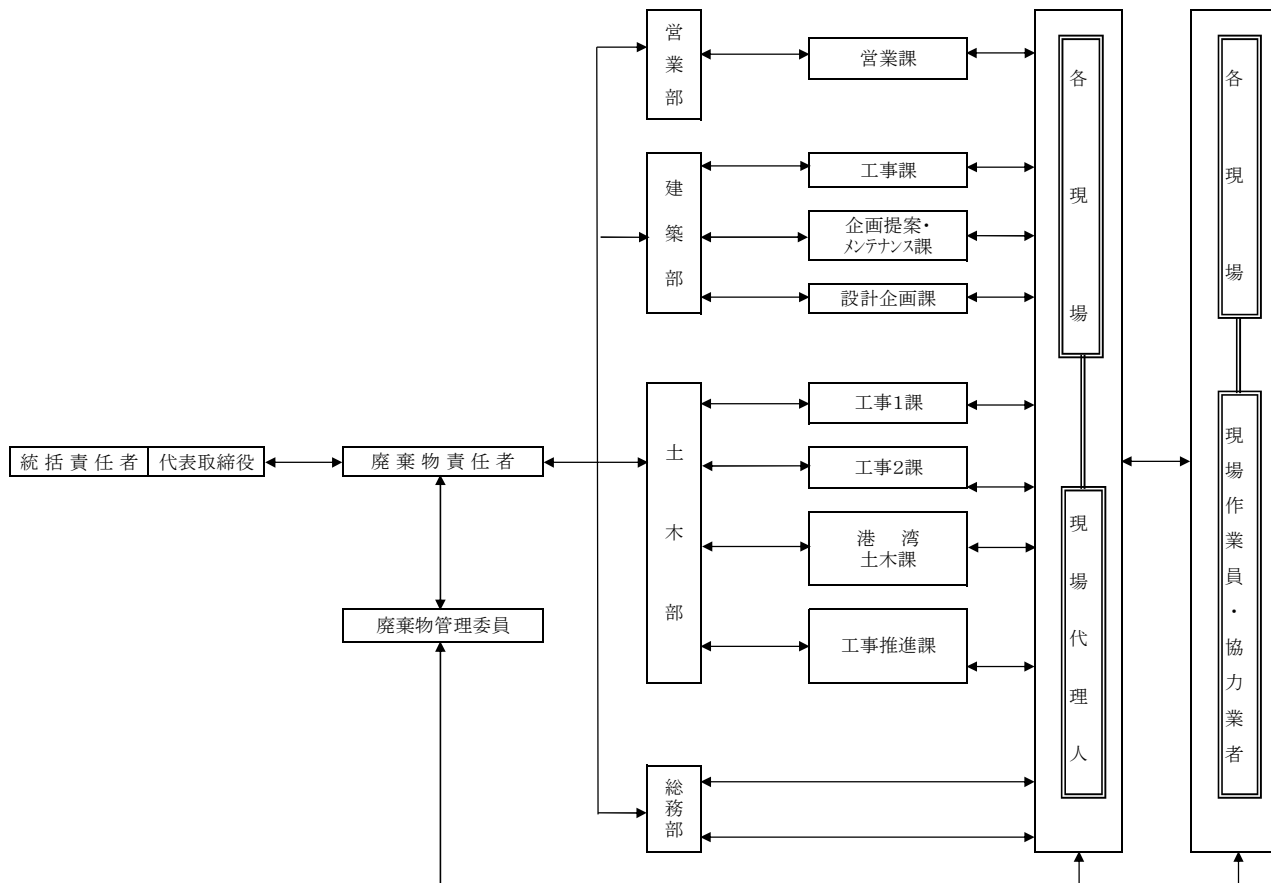 統括責任者 代表取締役
廃棄物責任者
廃棄物管理委員
営業部
営業課
建築部
工事課
企画提案・
メンテナンス課
設計企画課
土木部
工事1課
工事2課
港　湾
土木課
工事推進課
総務部
各現場
現場代理人
各現場
現場作業員・協力業者